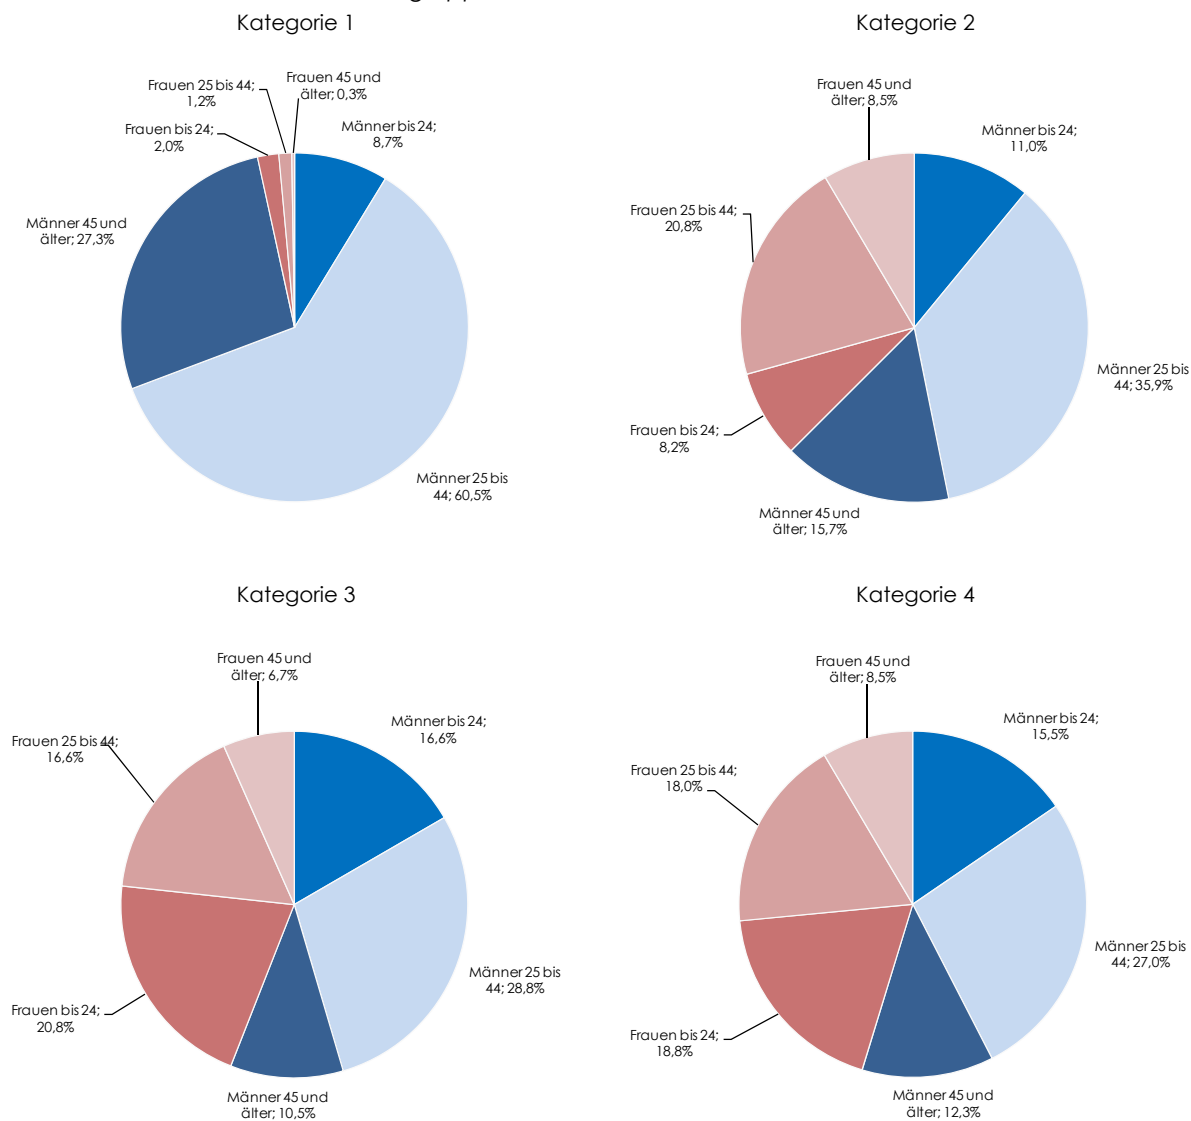 Kategorie 1
Frauen 25 bis 44;
1,2%
Frauen 45 und
älter; 0,3%
Frauen bis 24;
2,0%
Männer bis 24;
8,7%
Männer 45 und
älter; 27,3%
Männer 25 bis
44; 60,5%
Kategorie 2
Frauen 45 und
älter; 8,5%
Männer bis 24;
11,0%
Frauen 25 bis 44;
20,8%
Männer 25 bis
44; 35,9%
Frauen bis 24;
8,2%
Männer 45 und
älter; 15,7%
Kategorie 3
Frauen 45 und
älter; 6,7%
Männer bis 24;
16,6%
Frauen 25 bis 44;
16,6%
Männer 25 bis
44; 28,8%
Frauen bis 24;
20,8%
Männer 45 und
älter; 10,5%
Kategorie 4
Frauen 45 und
älter; 8,5%
Männer bis 24;
15,5%
Frauen 25 bis 44;
18,0%
Männer 25 bis
44; 27,0%
Frauen bis 24;
18,8%
Männer 45 und
älter; 12,3%